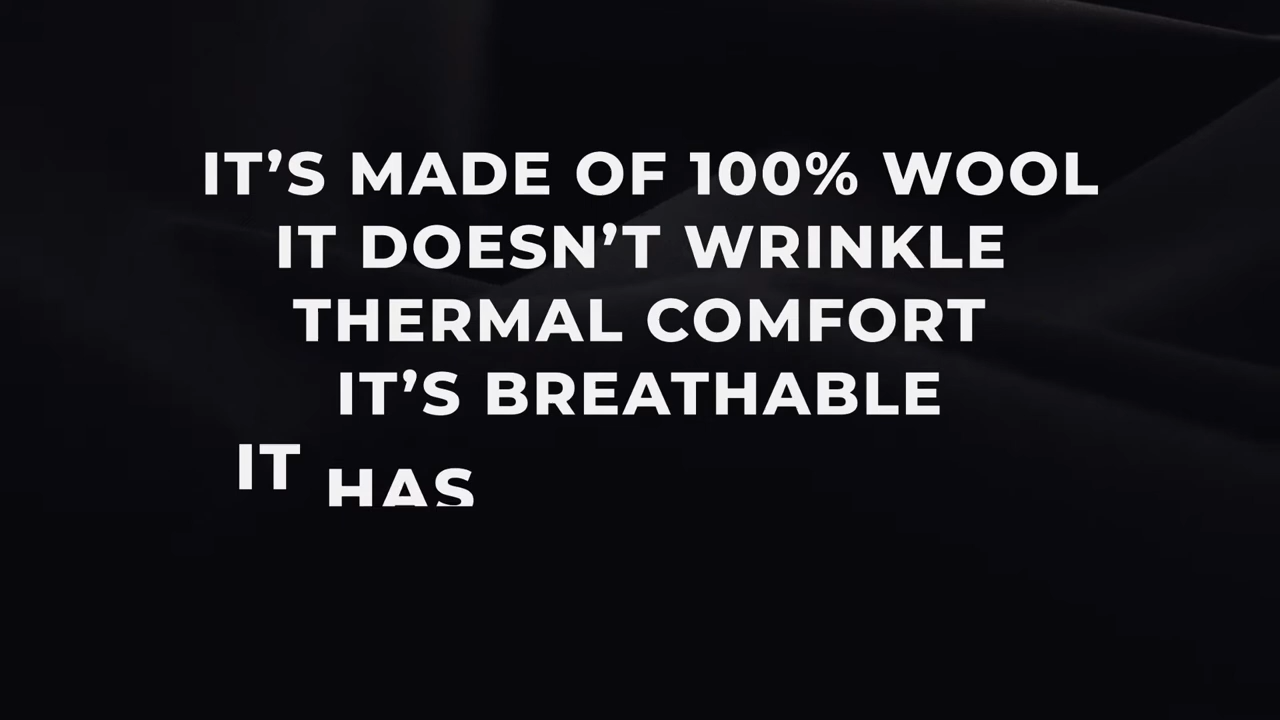 IT’S MADE OF 100% WOOL
IT DOESN’T WRINKLE
THERMAL COMFORT
IT’S BREATHABLE
IT HAS